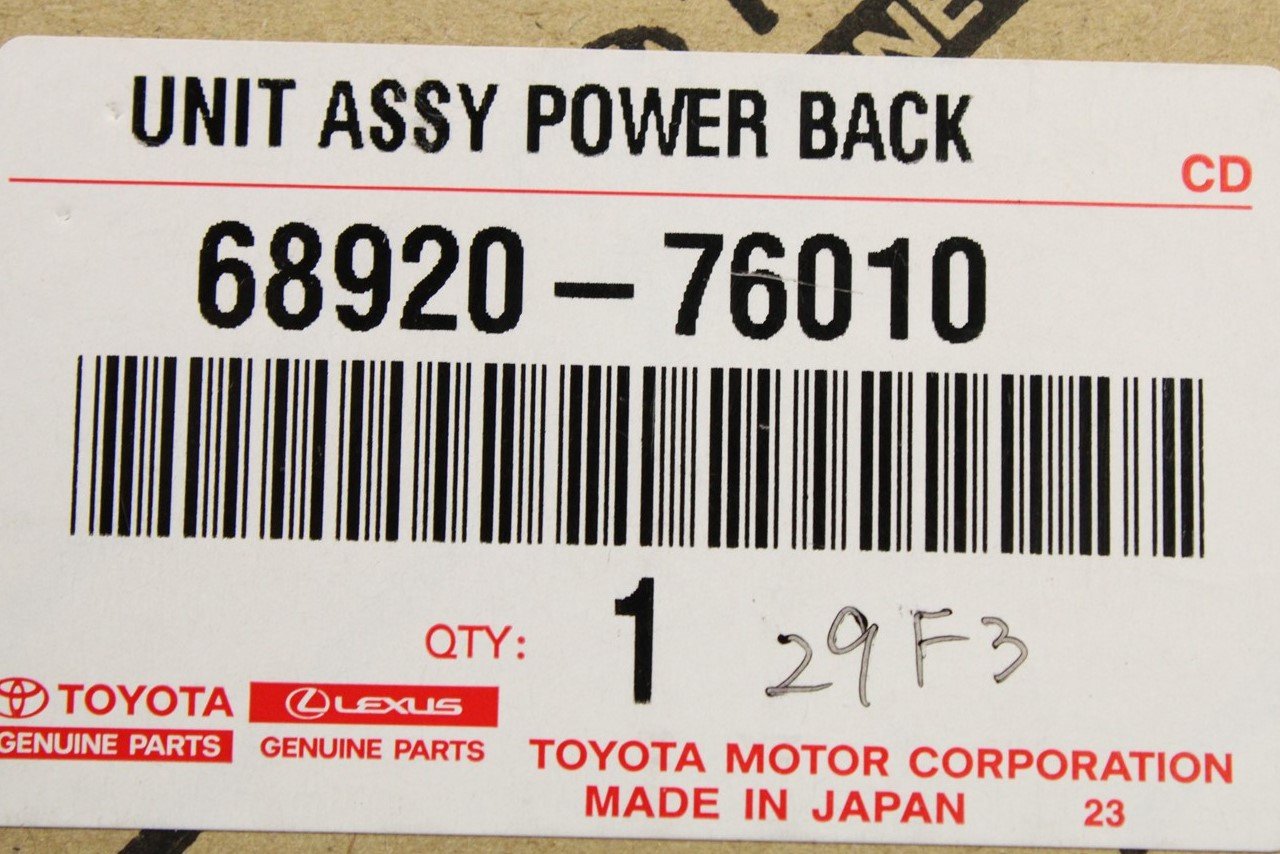 UNIT ASSY POWER BACK
CD
68920-76010
QTY: 1 29F3
TOYOTA LEXUS
GENUINE PARTS GENUINE PARTS
TOYOTA MOTOR CORPORATION
MADE IN JAPAN 23